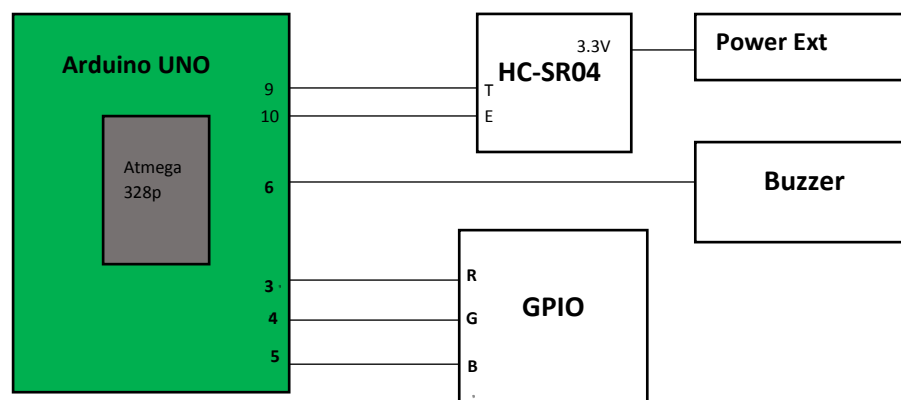 Arduino UNO
Atmega
328p
9
10
6
3
4
5
3.3V
HC-SR04
T
E
Power Ext
Buzzer
R
G
B
GPIO